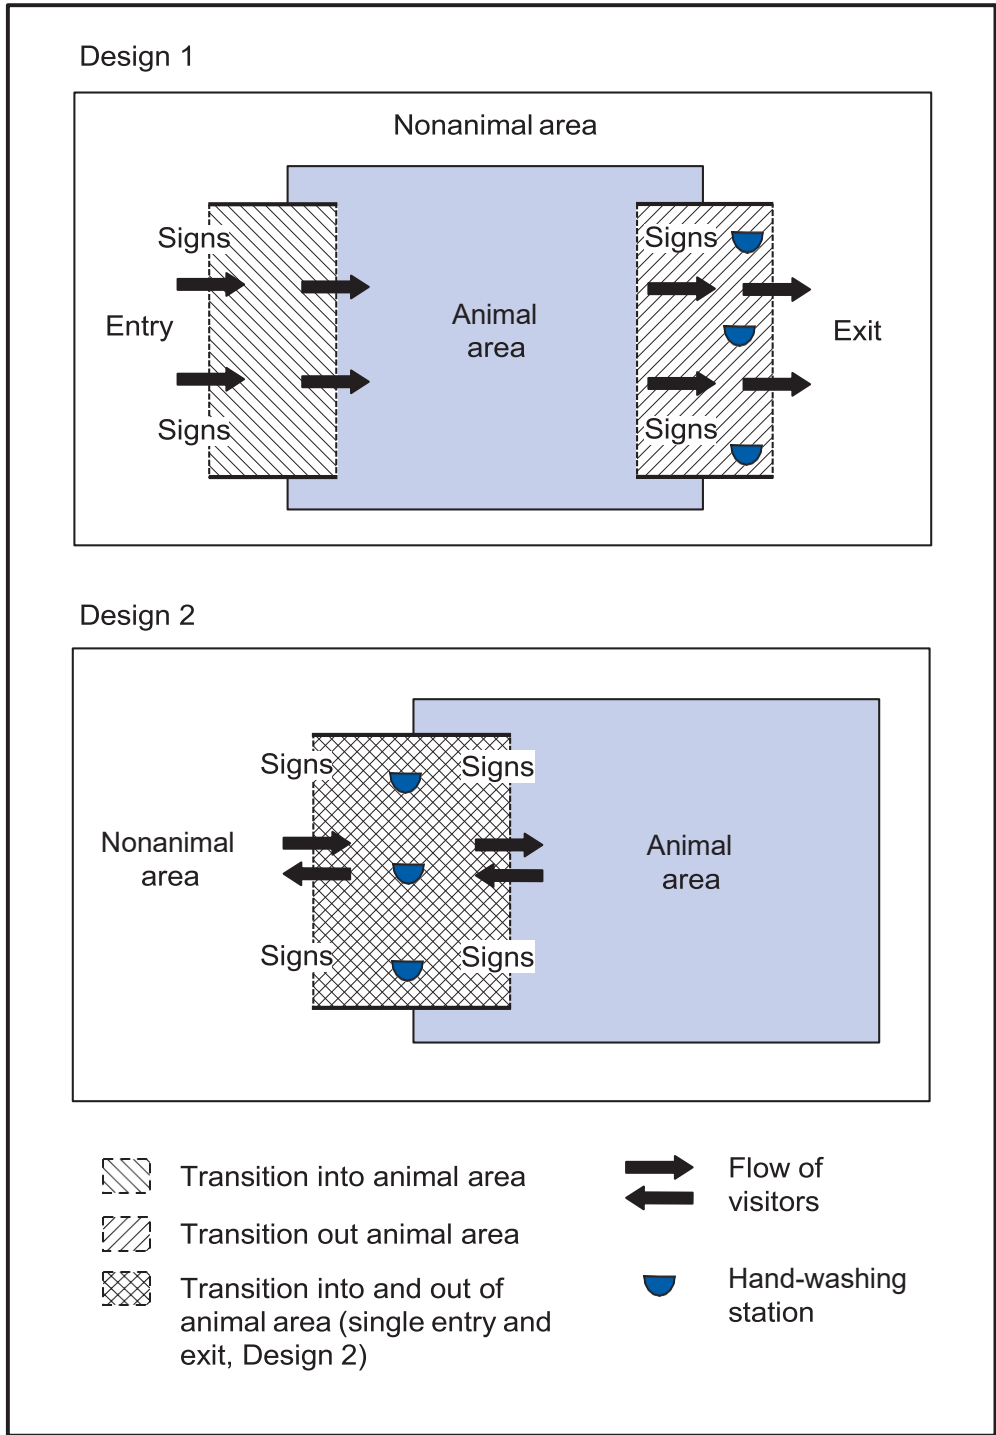 Design 1
Nonanimal area
Signs
Signs
Entry
Animal
area
Exit
Signs
Signs
Design 2
Signs
Signs
Nonanimal
area
Animal
area
Signs
Signs
Transition into animal area
Transition out animal area
Transition into and out of
animal area (single entry and
exit, Design 2)
Flow of
visitors
Hand-washing
station